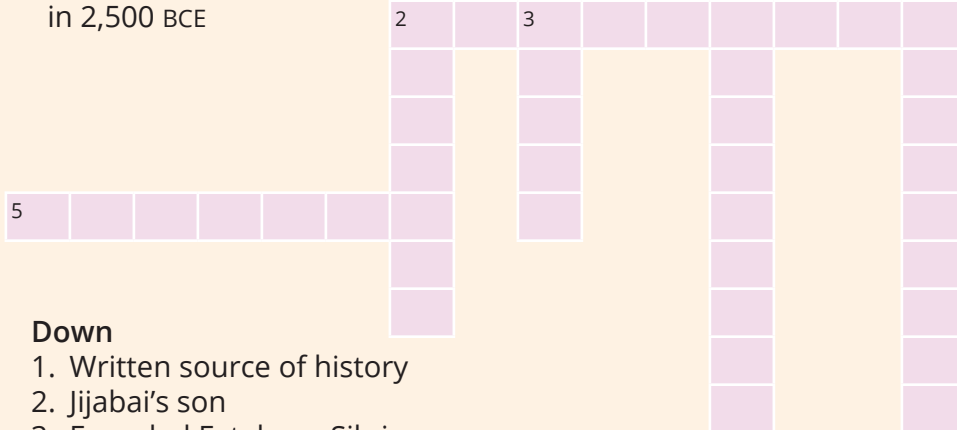 in 2,500 BCE
2 3
5
Down
1. Written source of history
2. Jijabai's son